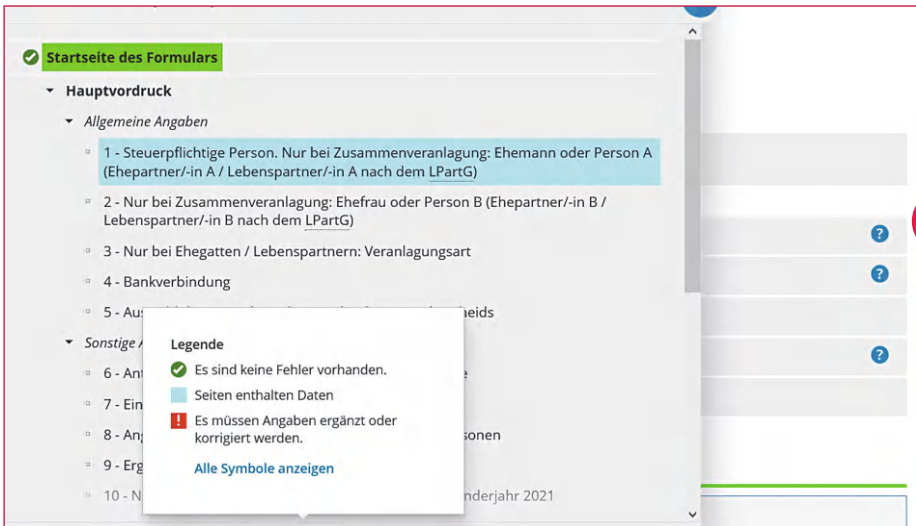 Startseite des Formulars
Hauptvordruck
Allgemeine Angaben
1 - Steuerpflichtige Person. Nur bei Zusammenveranlagung: Ehemann oder Person A
(Ehepartner/-in A / Lebenspartner/-in A nach dem LPartG)
2 - Nur bei Zusammenveranlagung: Ehefrau oder Person B (Ehepartner/-in B /
Lebenspartner/-in B nach dem LPartG)
3 - Nur bei Ehegatten / Lebenspartnern: Veranlagungsart
4 - Bankverbindung
5 - Aus
Sonstige
6 - An
7 - Ein
8 - Ang sonen
9 - Erg
10 - N nderjahr 2021
Legende
Es sind keine Fehler vorhanden.
Seiten enthalten Daten
Es müssen Angaben ergänzt oder
korrigiert werden.
Alle Symbole anzeigen
?
?
?